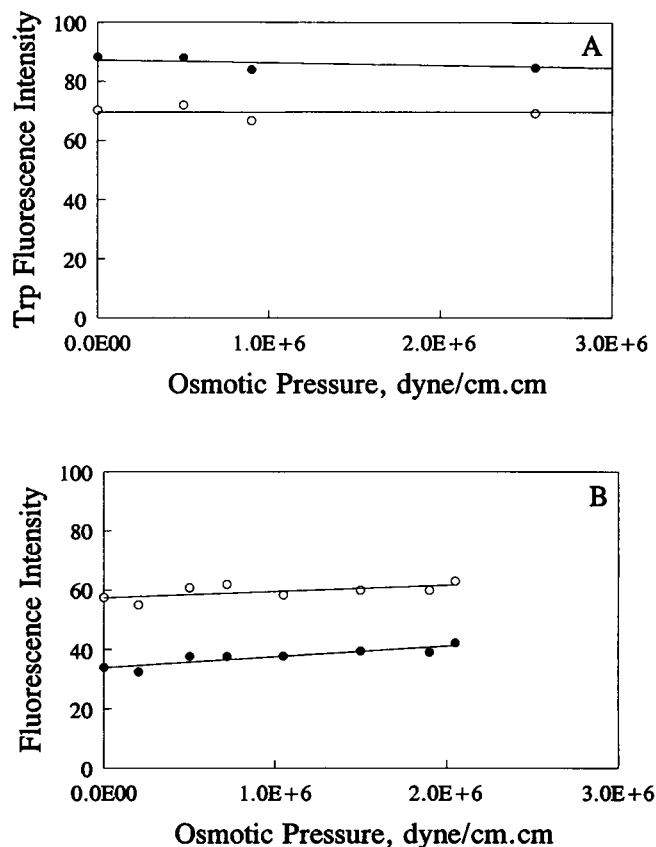 A
Trp Fluorescence Intensity
100
80
60
40
20
0
0.0E00 1.0E+6 2.0E+6 3.0E+6
Osmotic Pressure, dyne/cm.cm
B
Fluorescence Intensity
100
80
60
40
20
0
0.0E00 1.0E+6 2.0E+6 3.0E+6
Osmotic Pressure, dyne/cm.cm